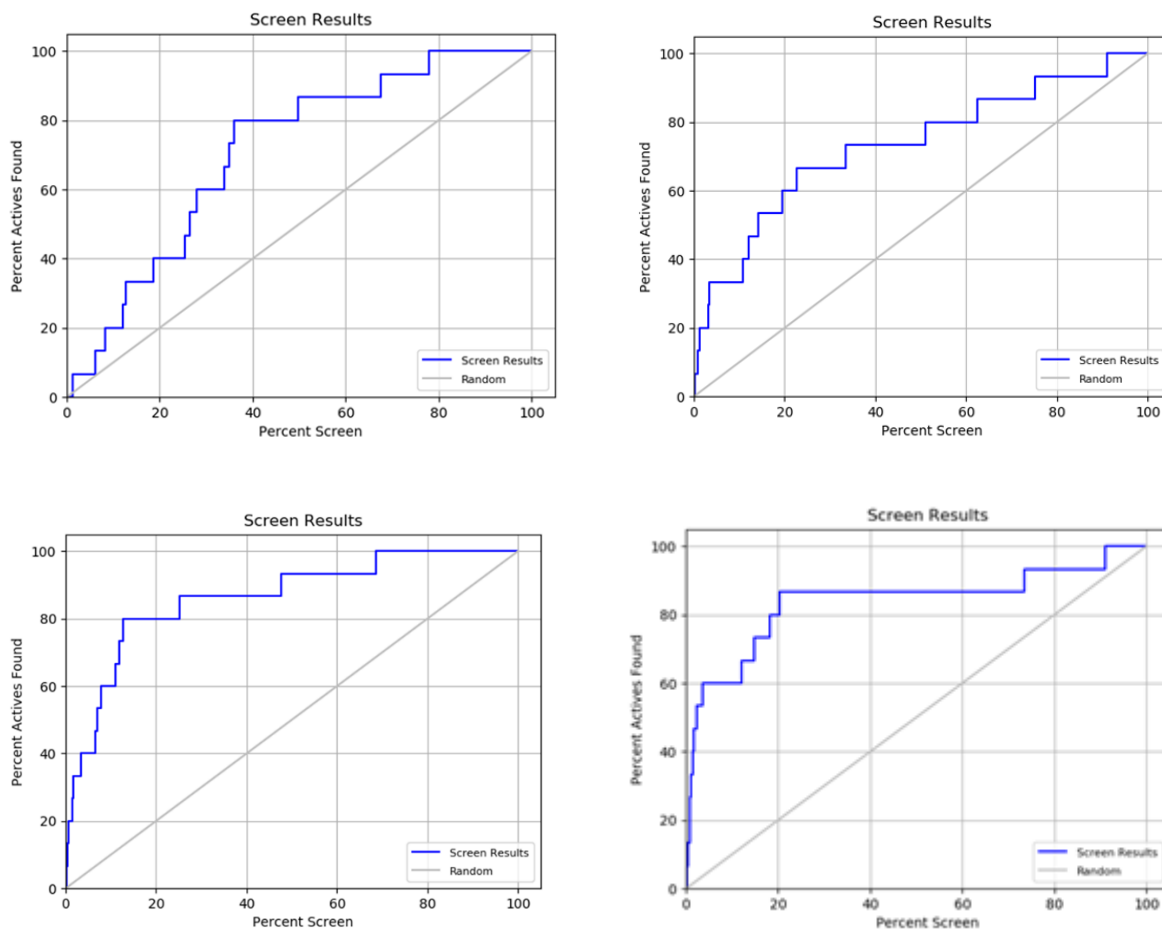 Screen Results
100
80
60
40
20
0
Percent Actives Found
0 20 40 60 80 100
Percent Screen
Screen Results
Random
Screen Results
100
80
60
40
20
0
Percent Actives Found
0 20 40 60 80 100
Percent Screen
Screen Results
Random
Screen Results
100
80
60
40
20
0
Percent Actives Found
0 20 40 60 80 100
Percent Screen
Screen Results
Random
Screen Results
100
80
60
40
20
0
Percent Actives Found
0 20 40 60 80 100
Percent Screen
Screen Results
Random